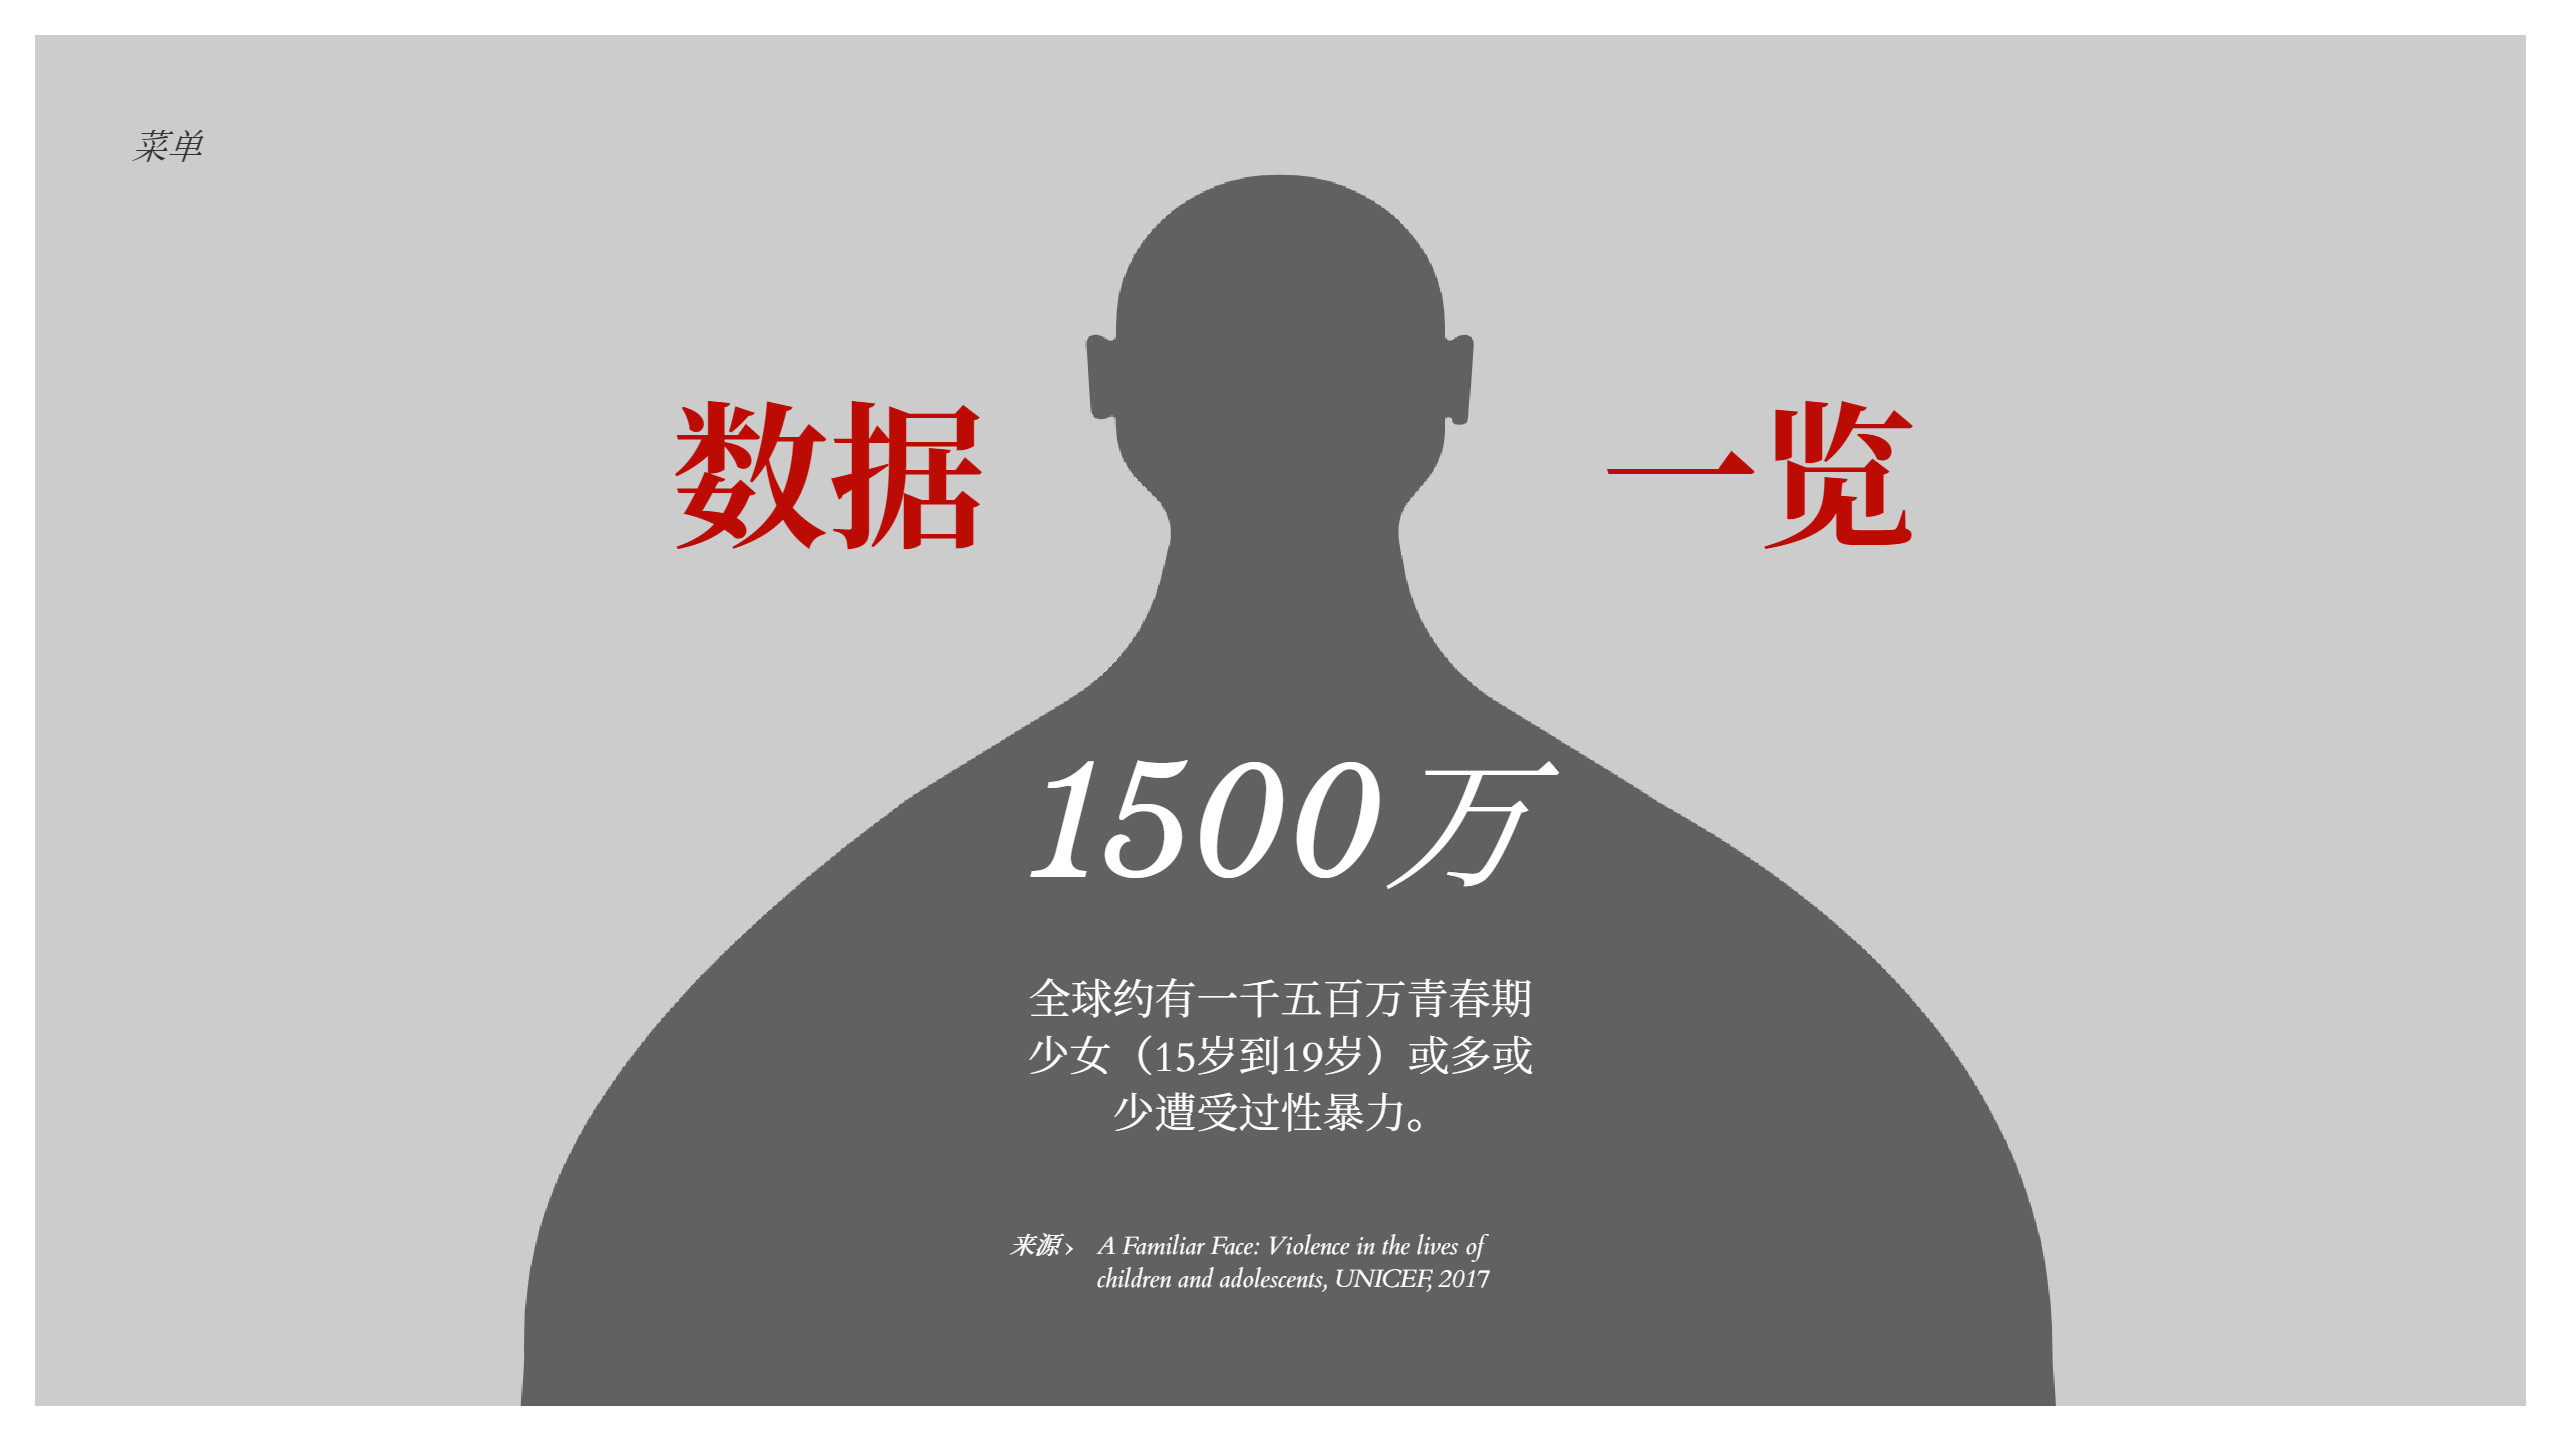 菜单
数据 一览
1500万
全球约有一千五百万青春期
少女（15岁到19岁）或多或
少遭受过性暴力。
来源 › A Familiar Face: Violence in the lives of
children and adolescents, UNICEF, 2017